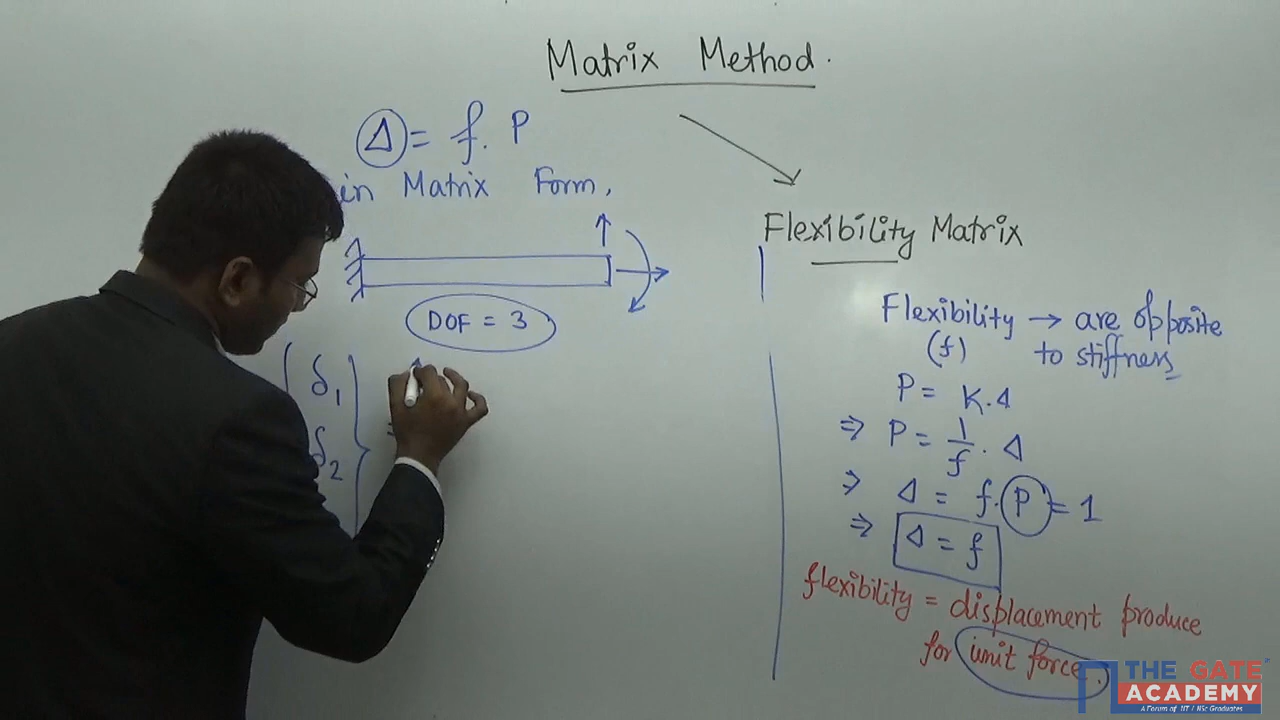 Matrix Method.
Δ = f. P
in Matrix Form,
DOF = 3
δ1
δ2
=
Flexibility Matrix
Flexibility → are opposite
(f) to stiffness
P = K.Δ
⇒ P = 1/f . Δ
⇒ Δ = f. P = 1
⇒ Δ = f
flexibility = displacement produce
for unit force.
THE GATE
ACADEMY
A Forum of IIT / IISc Graduates